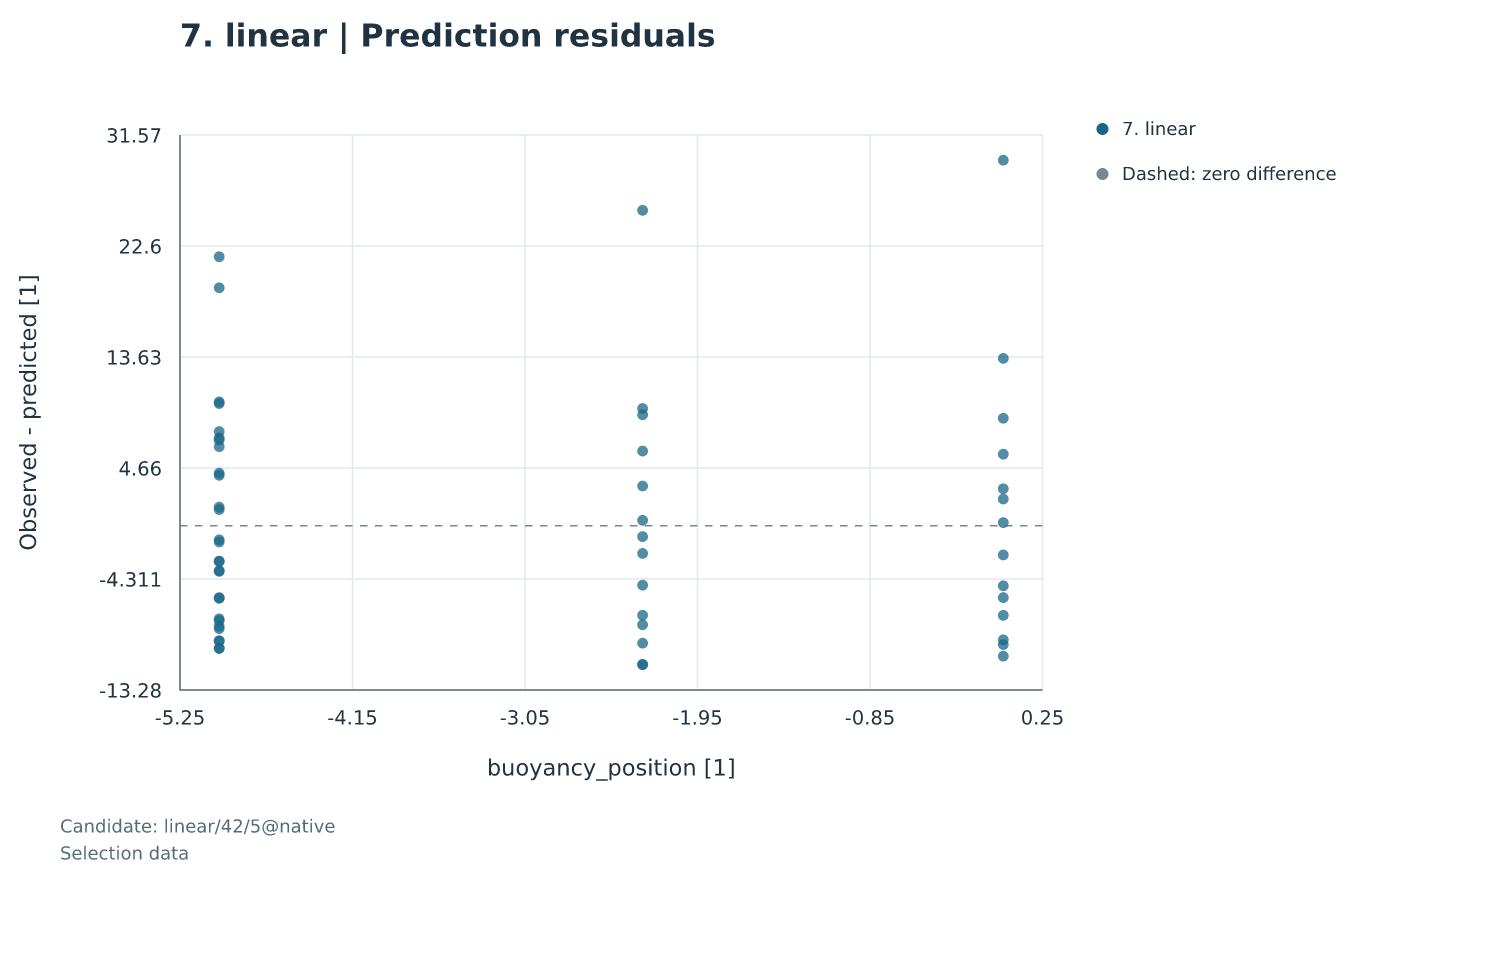 7. linear | Prediction residuals
7. linear
Dashed: zero difference
Observed - predicted [1]
31.57
22.6
13.63
4.66
-4.311
-13.28
-5.25
-4.15
-3.05
-1.95
-0.85
0.25
buoyancy_position [1]
Candidate: linear/42/5@native
Selection data